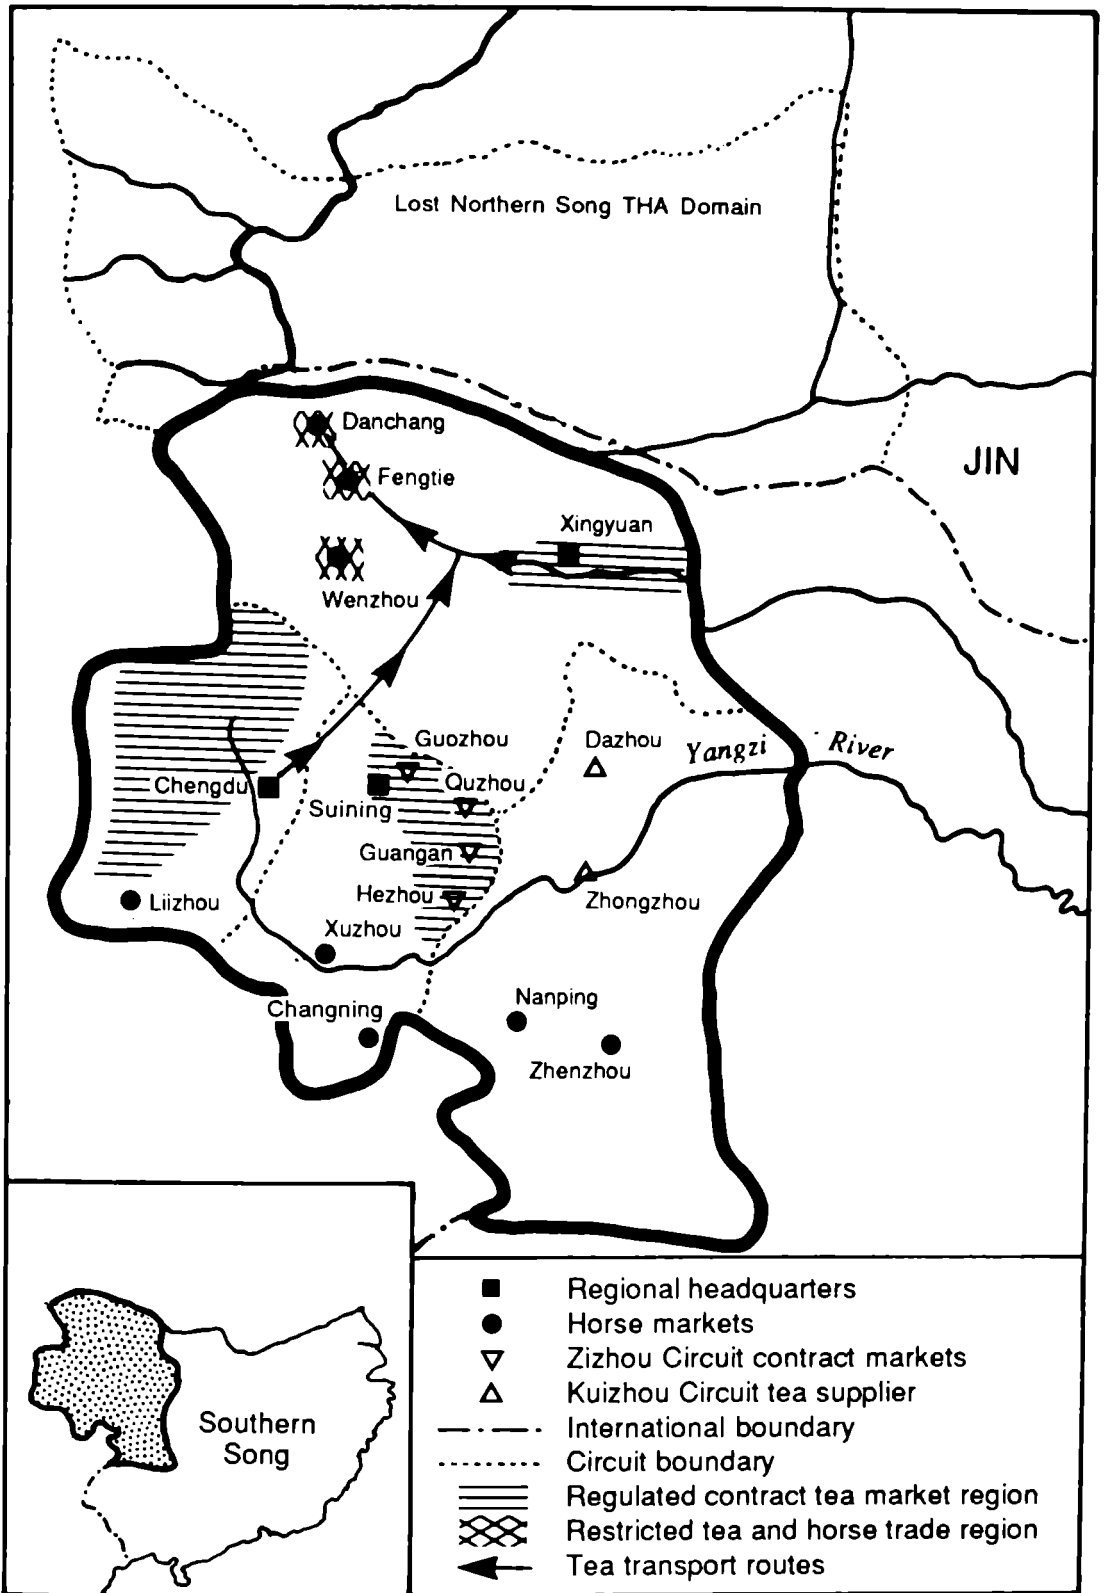 Lost Northern Song THA Domain
Danchang
JIN
Fengtie
Xingyuan
Wenzhou
Guozhou
Dazhou
Yangzi River
Chengdu
Quzhou
Suining
Guangan
Hezhou
Liizhou
Zhongzhou
Xuzhou
Nanping
Changning
Zhenzhou
Southern
Song
Regional headquarters
Horse markets
Zizhou Circuit contract markets
Kuizhou Circuit tea supplier
International boundary
Circuit boundary
Regulated contract tea market region
Restricted tea and horse trade region
Tea transport routes